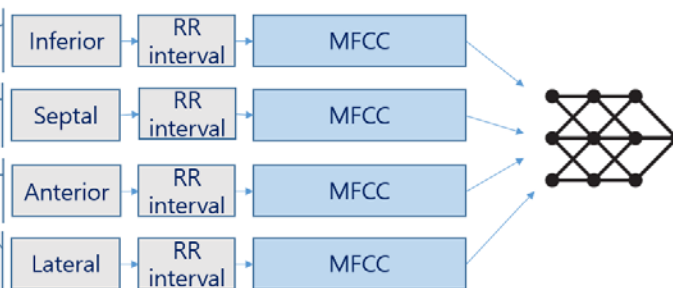 Inferior
RR
interval
MFCC
Septal
RR
interval
MFCC
Anterior
RR
interval
MFCC
Lateral
RR
interval
MFCC